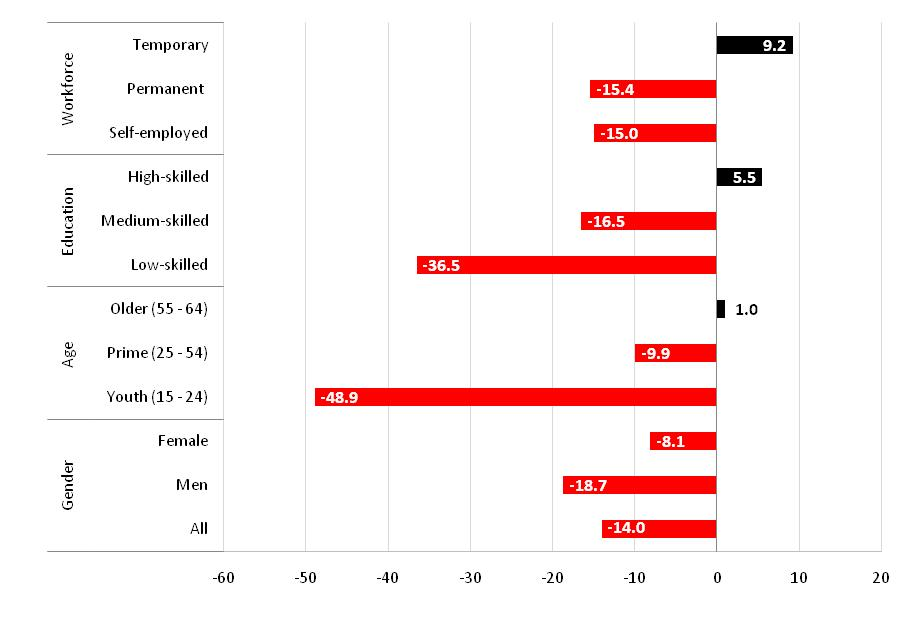 Workforce
Temporary 9.2
Permanent -15.4
Self-employed -15.0
Education
High-skilled 5.5
Medium-skilled -16.5
Low-skilled -36.5
Age
Older (55 - 64) 1.0
Prime (25 - 54) -9.9
Youth (15 - 24) -48.9
Gender
Female -8.1
Men -18.7
All -14.0
-60 -50 -40 -30 -20 -10 0 10 20